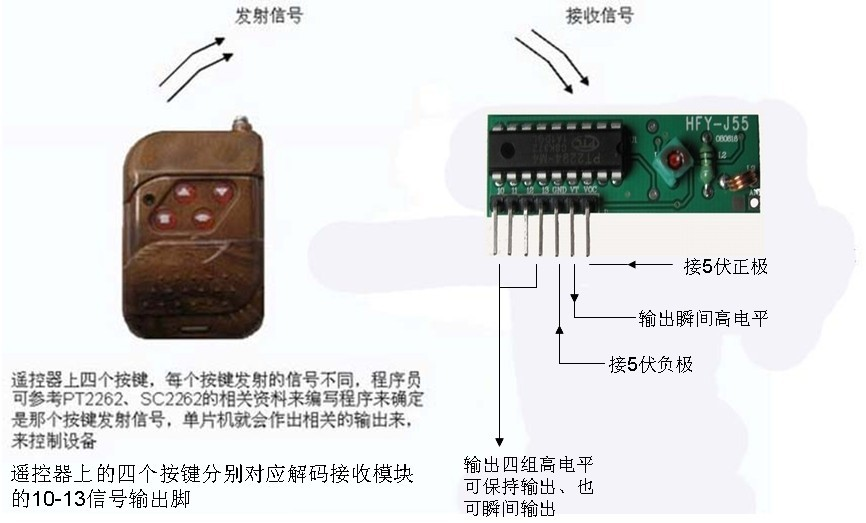 发射信号
接收信号
HFY-J55
PTC
PT2294-M4
10 11 12 13 GND VT VOC
接5伏正极
输出瞬间高电平
接5伏负极
遥控器上四个按键，每个按键发射的信号不同，程序员
可参考PT2262、SC2262的相关资料来编写程序来确定
是那个按键发射信号，单片机就会作出相关的输出来，
来控制设备
遥控器上的四个按键分别对应解码接收模块
的10-13信号输出脚
输出四组高电平
可保持输出、也
可瞬间输出